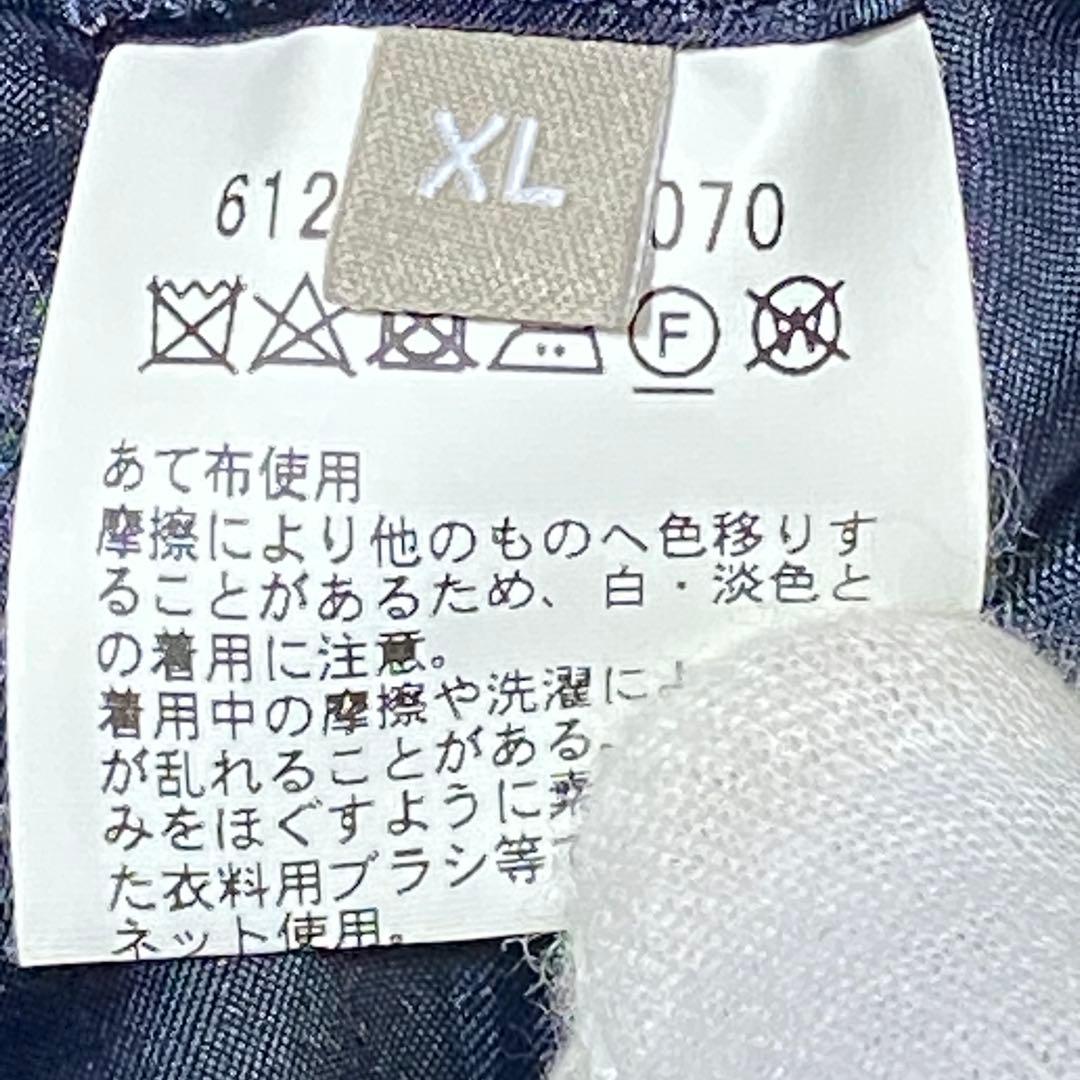 XL
612 070
F
W
あて布使用
摩擦により他のものへ色移りす
ることがあるため、白・淡色と
の着用に注意。
着用中の摩擦や洗濯に
が乱れることがある
みをほぐすように
た衣料用ブラシ等
ネット使用。